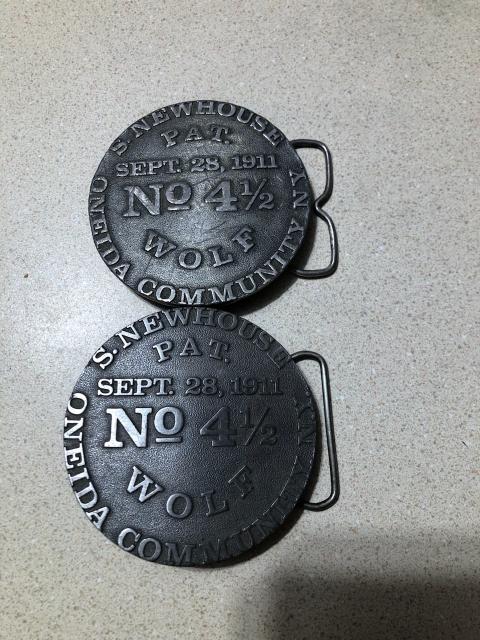 S. NEWHOUSE
PAT.
SEPT. 28, 1911
Nº 4½
WOLF
ONEIDA COMMUNITY NY
S. NEWHOUSE
PAT.
SEPT. 28, 1911
Nº 4½
WOLF
ONEIDA COMMUNITY N.Y.